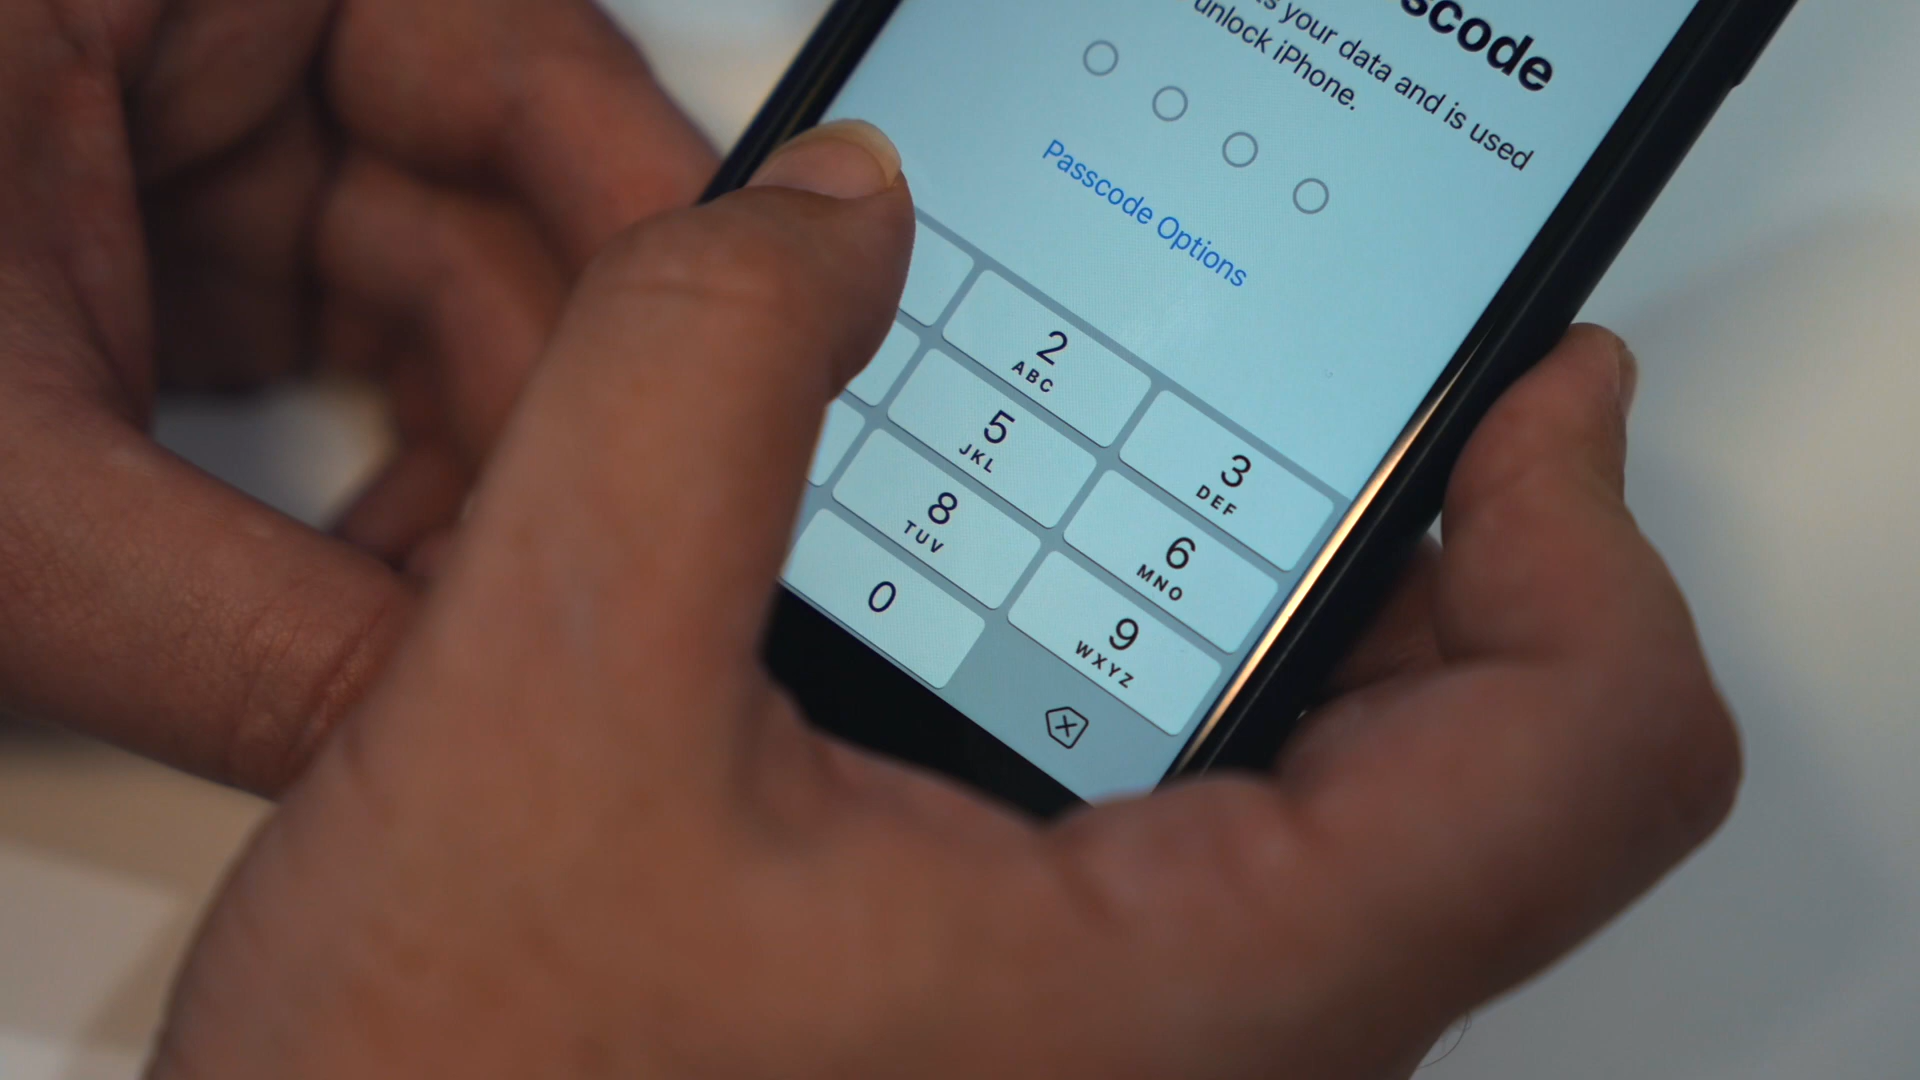 scode
your data and is used
unlock iPhone.
Passcode Options
2
ABC
3
DEF
5
JKL
6
MNO
8
TUV
9
WXYZ
0